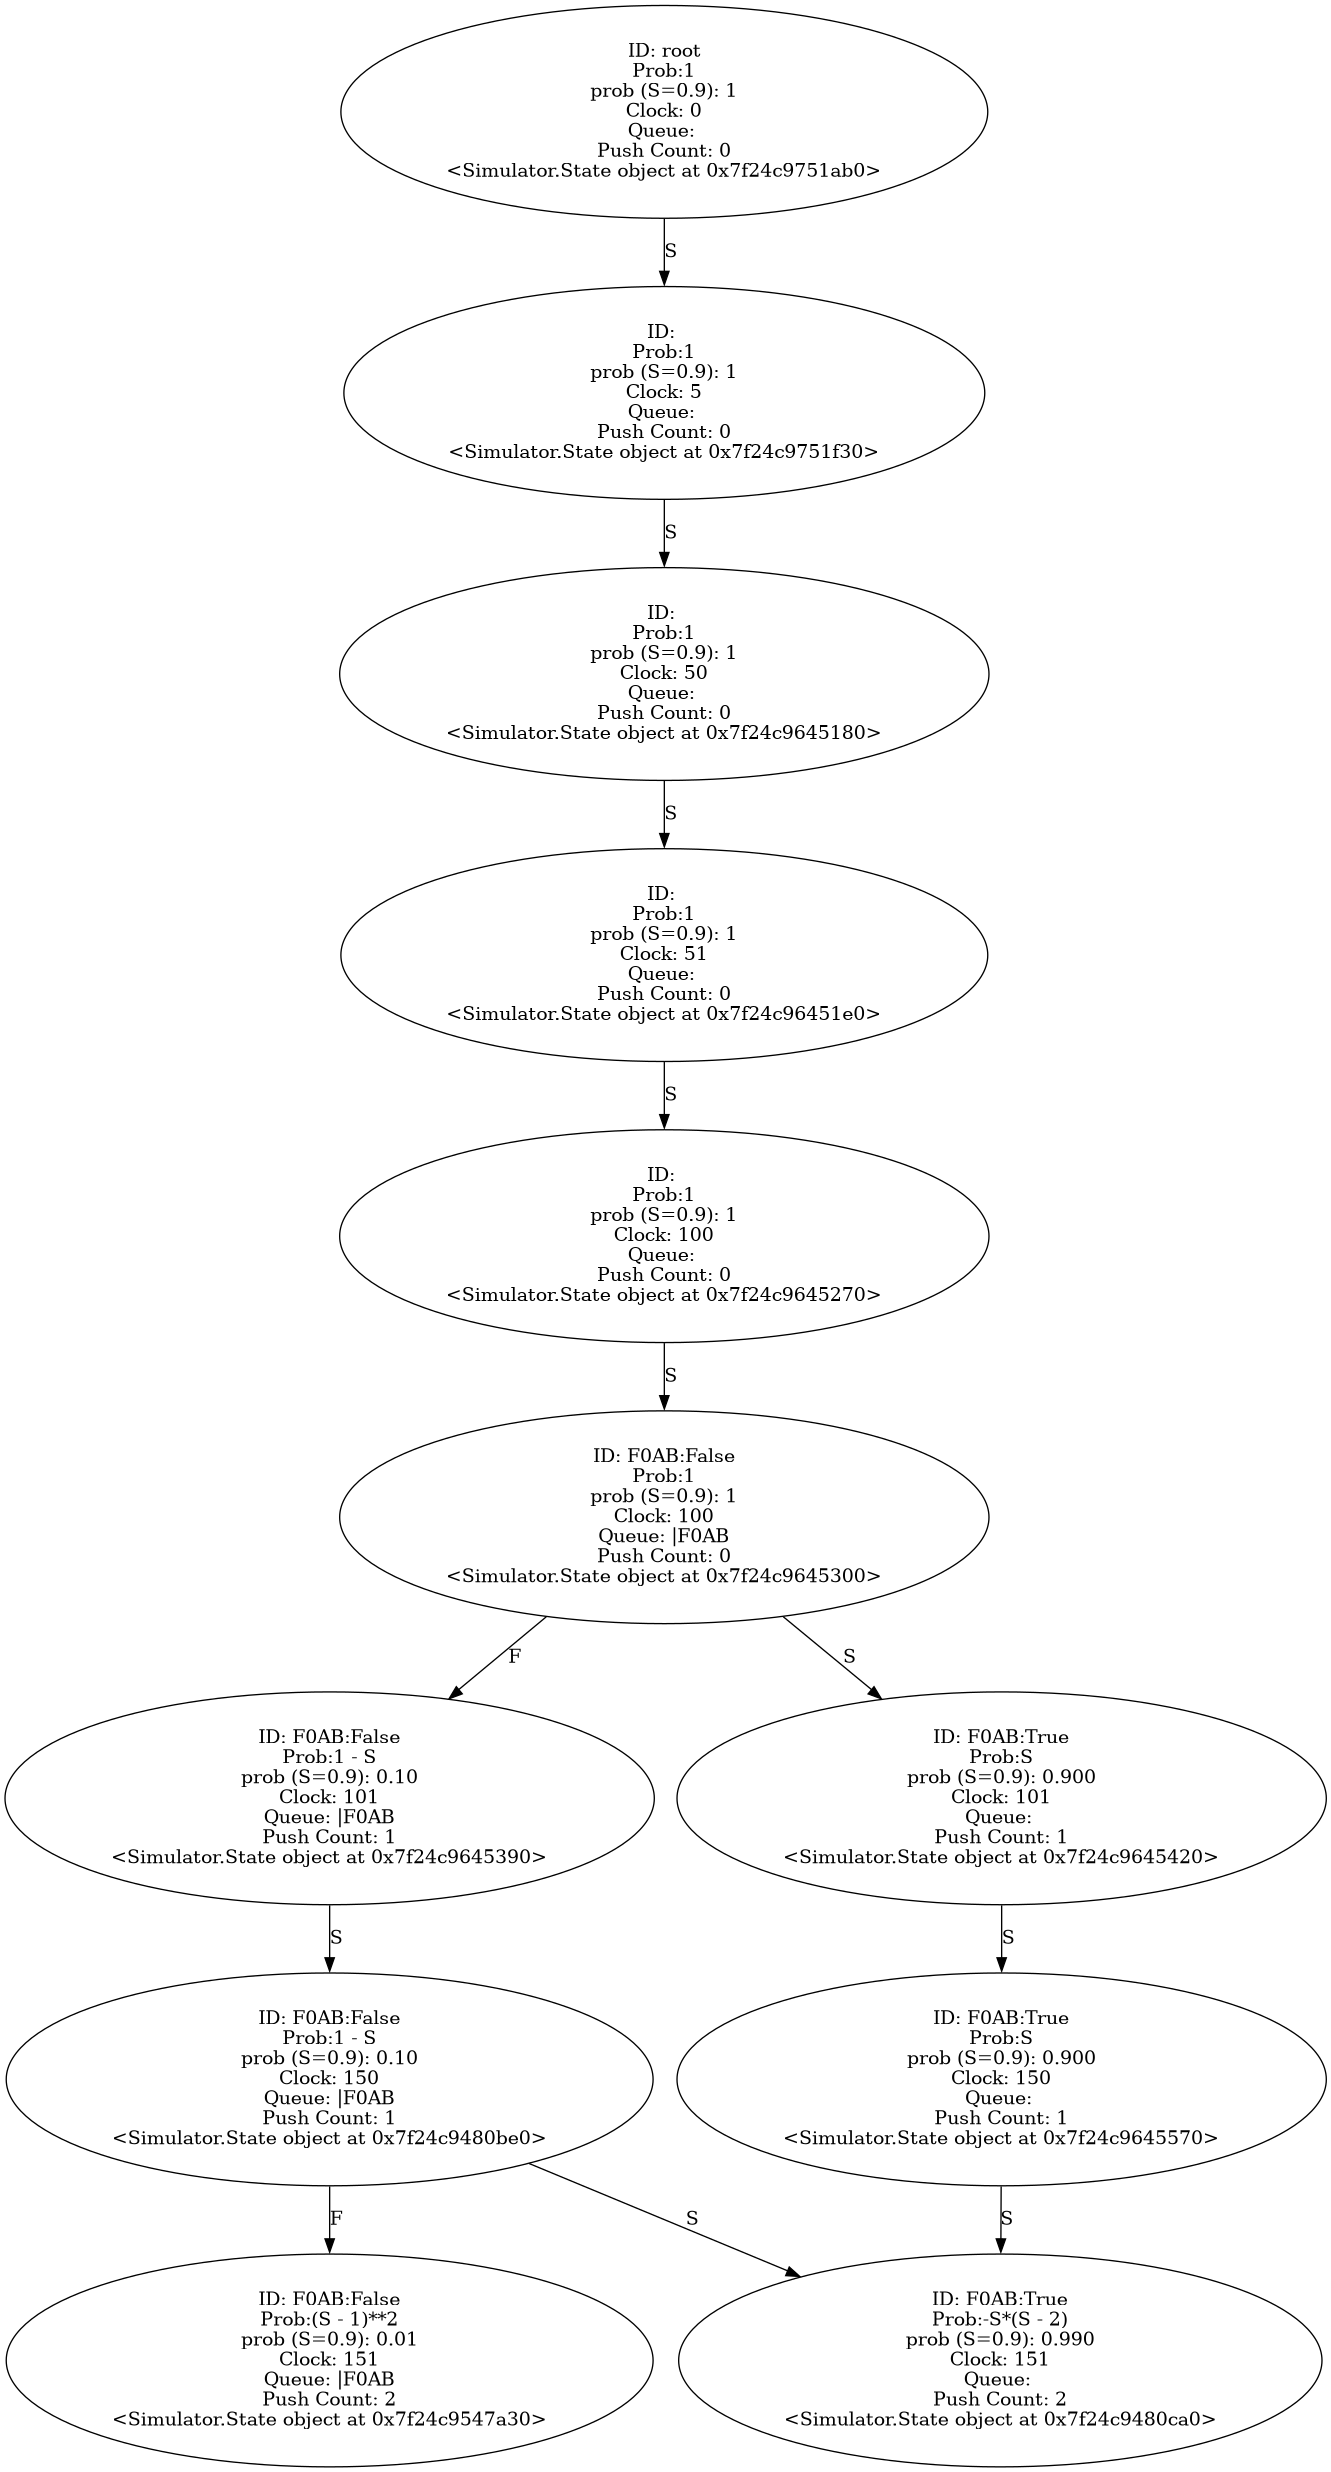 ID: root
Prob:1
prob (S=0.9): 1
Clock: 0
Queue:
Push Count: 0
<Simulator.State object at 0x7f24c9751ab0>
S
ID:
Prob:1
prob (S=0.9): 1
Clock: 5
Queue:
Push Count: 0
<Simulator.State object at 0x7f24c9751f30>
S
ID:
Prob:1
prob (S=0.9): 1
Clock: 50
Queue:
Push Count: 0
<Simulator.State object at 0x7f24c9645180>
S
ID:
Prob:1
prob (S=0.9): 1
Clock: 51
Queue:
Push Count: 0
<Simulator.State object at 0x7f24c96451e0>
S
ID:
Prob:1
prob (S=0.9): 1
Clock: 100
Queue:
Push Count: 0
<Simulator.State object at 0x7f24c9645270>
S
ID: F0AB:False
Prob:1
prob (S=0.9): 1
Clock: 100
Queue: |F0AB
Push Count: 0
<Simulator.State object at 0x7f24c9645300>
F
S
ID: F0AB:False
Prob:1 - S
prob (S=0.9): 0.10
Clock: 101
Queue: |F0AB
Push Count: 1
<Simulator.State object at 0x7f24c9645390>
ID: F0AB:True
Prob:S
prob (S=0.9): 0.900
Clock: 101
Queue:
Push Count: 1
<Simulator.State object at 0x7f24c9645420>
S
S
ID: F0AB:False
Prob:1 - S
prob (S=0.9): 0.10
Clock: 150
Queue: |F0AB
Push Count: 1
<Simulator.State object at 0x7f24c9480be0>
ID: F0AB:True
Prob:S
prob (S=0.9): 0.900
Clock: 150
Queue:
Push Count: 1
<Simulator.State object at 0x7f24c9645570>
F
S
S
ID: F0AB:False
Prob:(S - 1)**2
prob (S=0.9): 0.01
Clock: 151
Queue: |F0AB
Push Count: 2
<Simulator.State object at 0x7f24c9547a30>
ID: F0AB:True
Prob:-S*(S - 2)
prob (S=0.9): 0.990
Clock: 151
Queue:
Push Count: 2
<Simulator.State object at 0x7f24c9480ca0>